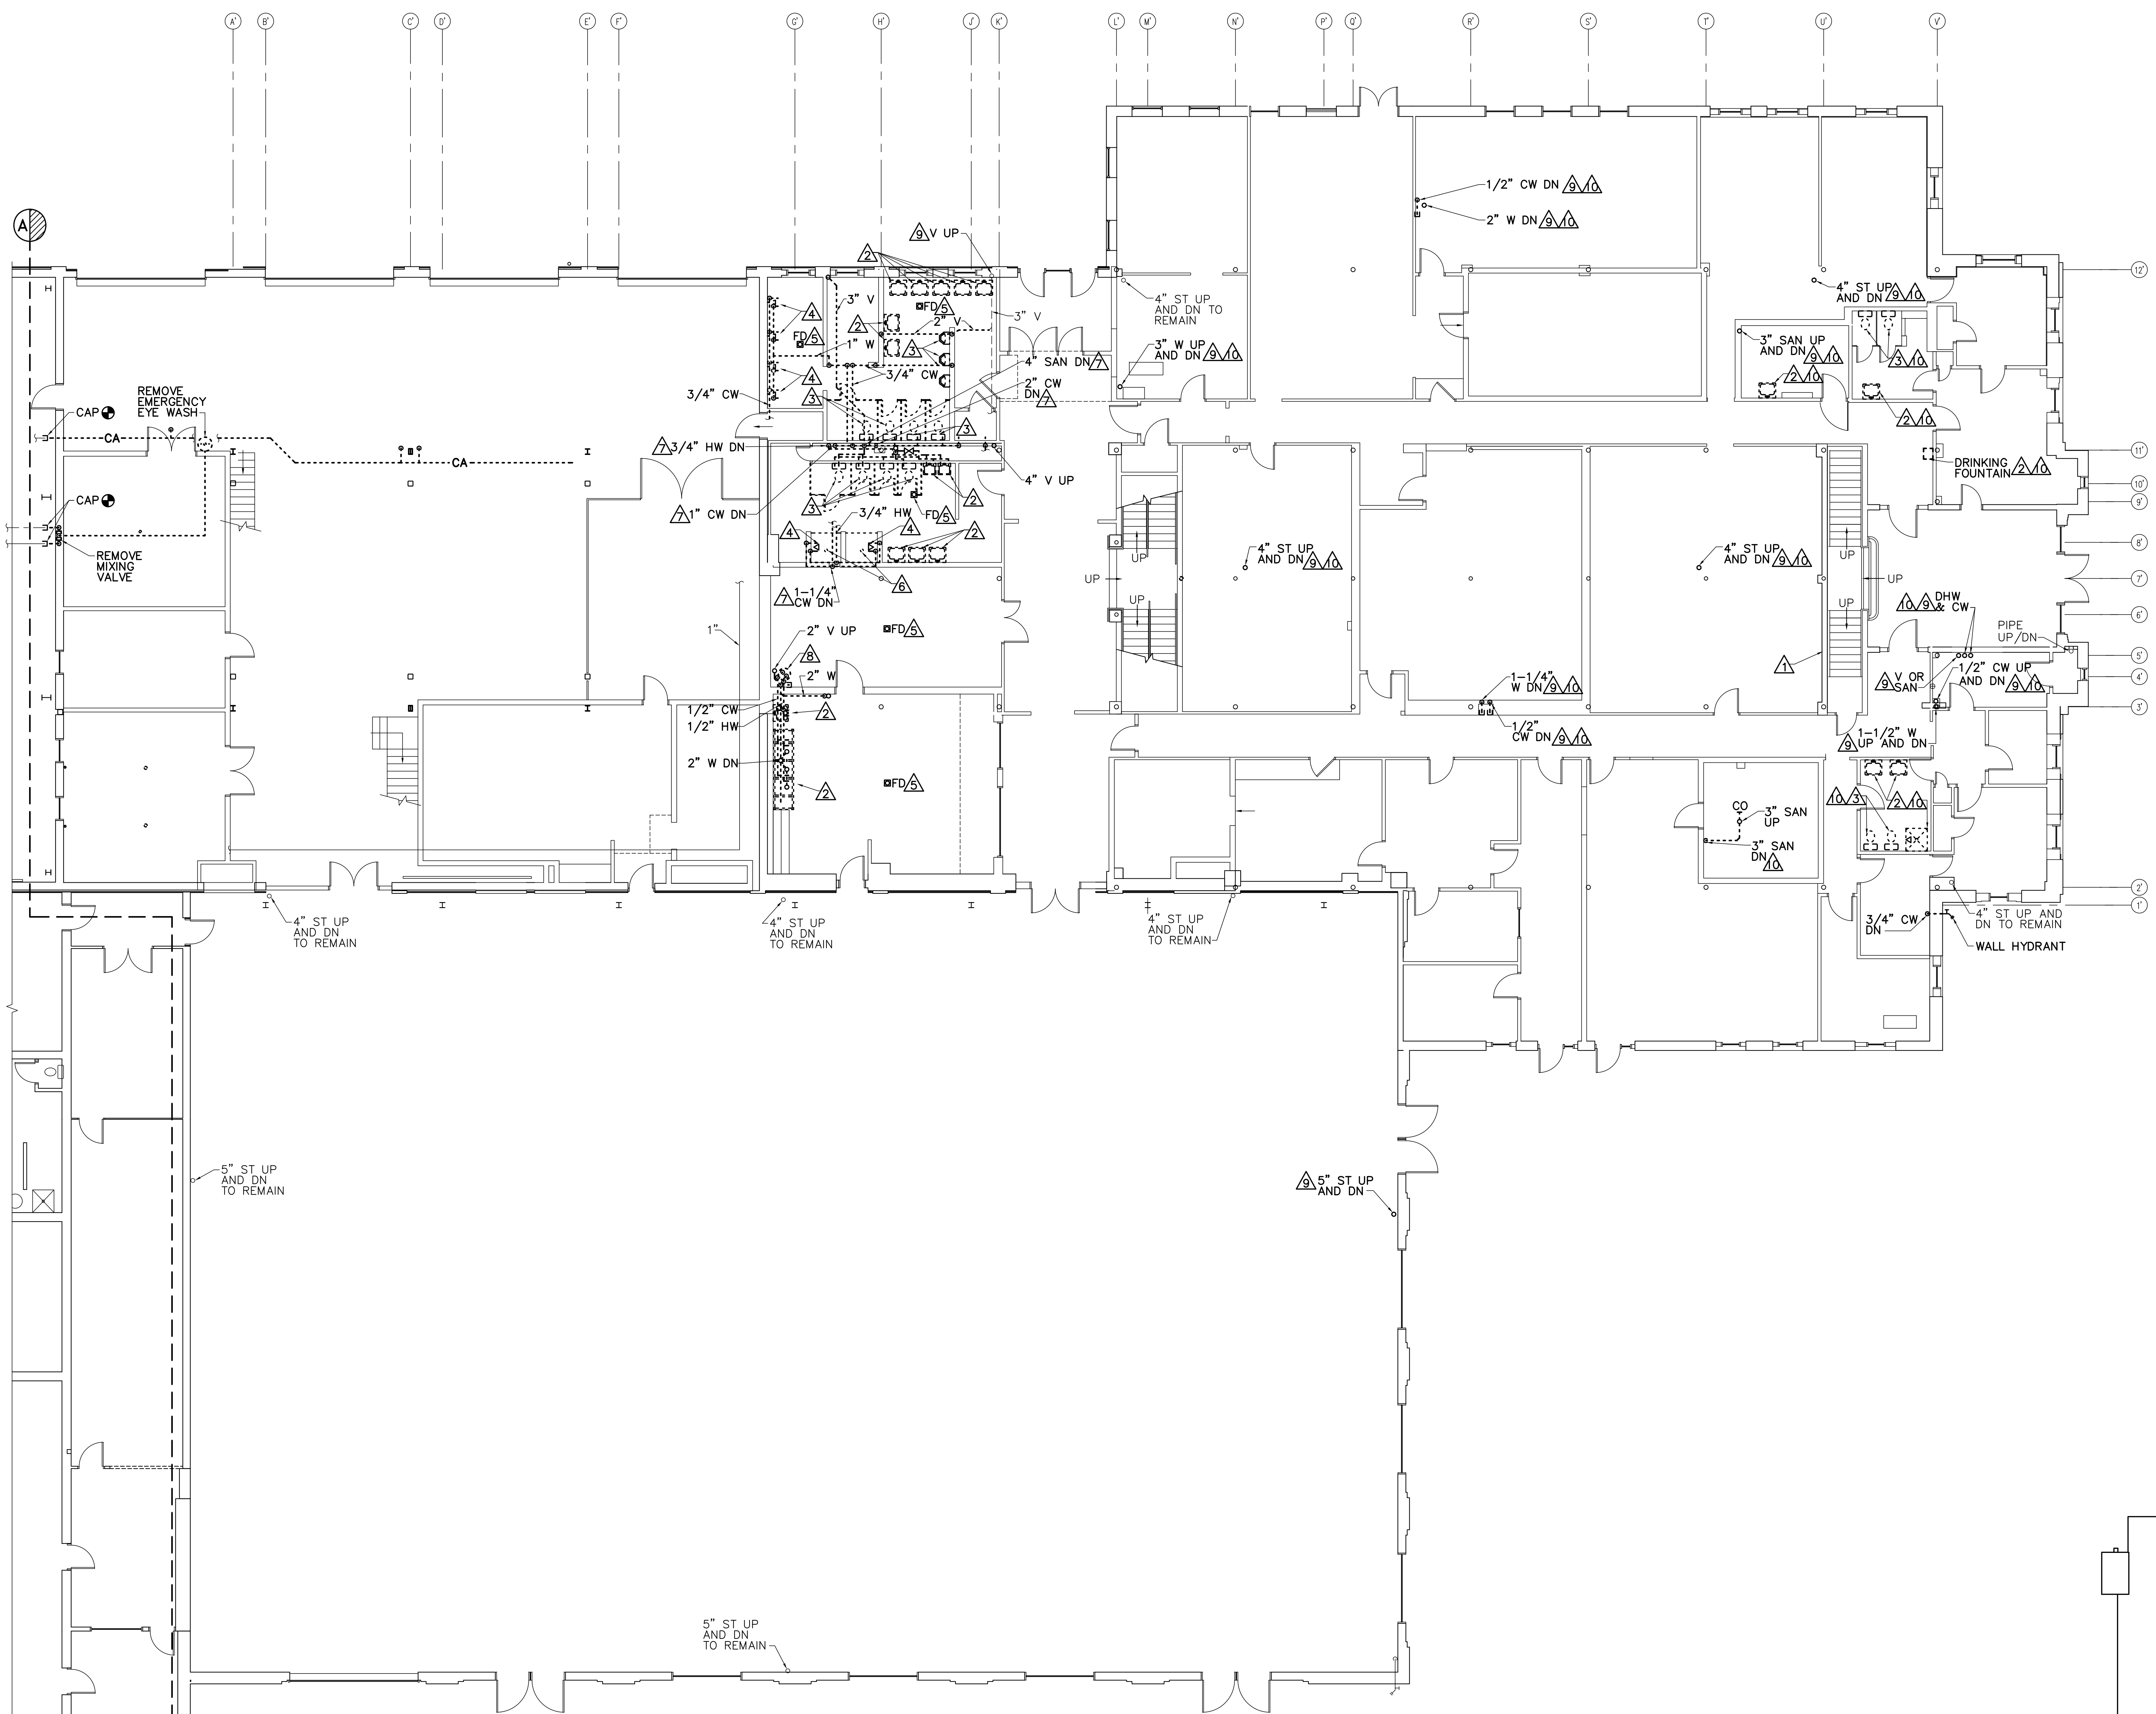 A' B' C' D' E' F' G' H' J' K' L' M' N' P' Q' R' S' T' U' V'
A
9 V UP
2
1/2" CW DN 9 10
2" W DN 9 10
12'
3" V
FD 5
4
2
2" V
3" V
4" ST UP
AND DN TO
REMAIN
4" ST UP
AND DN 9 10
FD 5
3
1" W
3" W UP
AND DN 9 10
3" SAN UP
AND DN 9 10
3 10
4" SAN DN 7
4
3/4" CW
3/4" CW
2" CW
DN 7
2 10
2 10
REMOVE
EMERGENCY
EYE WASH
CAP
3
3
CA
CA
7 3/4" HW DN
11'
4" V UP
DRINKING
FOUNTAIN 2 10
10'
9'
CAP
2
3
FD 5
7 1" CW DN
3/4" HW
4
4
2
REMOVE
MIXING
VALVE
UP
UP
8'
4" ST UP
AND DN 9 10
4" ST UP
AND DN 9 10
UP
UP
7'
6
7 1-1/4"
CW DN
UP
UP
10 9 DHW
& CW
6'
1"
FD 5
2" V UP
PIPE
UP/DN
8
1
5'
2" W
1-1/4"
W DN 9 10
1/2" CW UP
AND DN 9 10
9 V OR
SAN
4'
1/2" CW
2
1/2" HW
3'
1/2"
CW DN 9 10
1-1/2" W
9 UP AND DN
2" W DN
2
FD 5
10 3
2 10
CO
3" SAN
UP
3" SAN
DN
10
2'
1'
4" ST UP
AND DN
TO REMAIN
4" ST UP
AND DN
TO REMAIN
4" ST UP
AND DN
TO REMAIN
3/4" CW
DN
4" ST UP AND
DN TO REMAIN
WALL HYDRANT
5" ST UP
AND DN
TO REMAIN
9 5" ST UP
AND DN
5" ST UP
AND DN
TO REMAIN